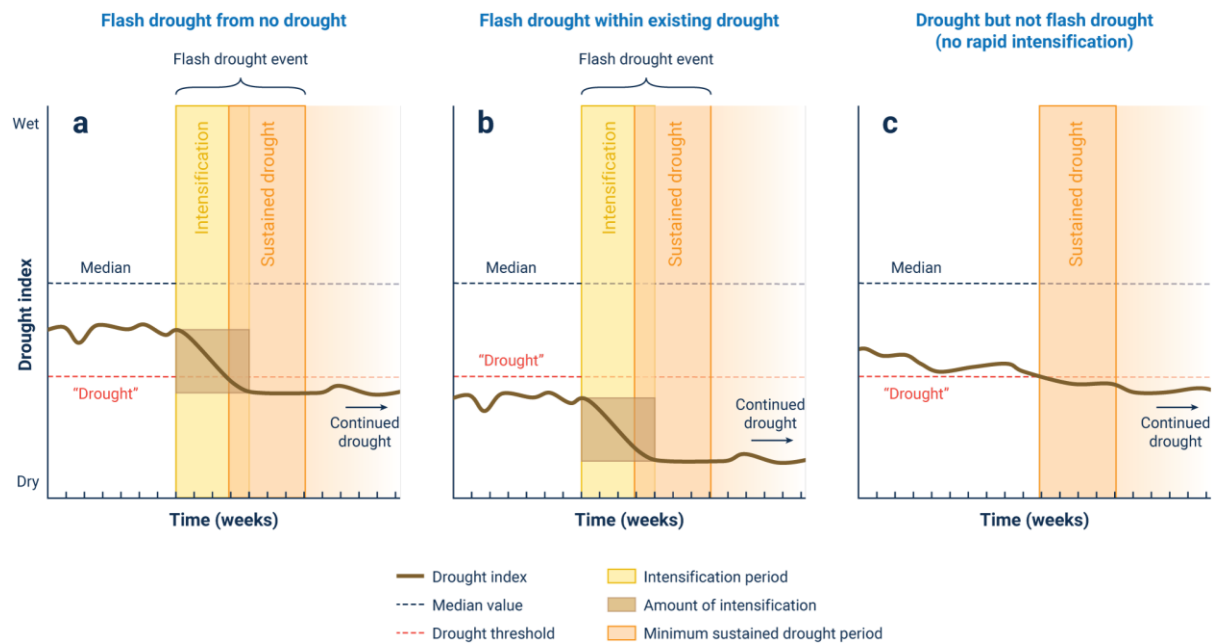 Flash drought from no drought
Flash drought within existing drought
Drought but not flash drought
(no rapid intensification)
Flash drought event
Flash drought event
Wet
a
b
c
Intensification
Sustained drought
Intensification
Sustained drought
Sustained drought
Median
Median
Median
Drought index
“Drought”
“Drought”
“Drought”
Continued
drought
Continued
drought
Continued
drought
Dry
Time (weeks)
Time (weeks)
Time (weeks)
Drought index
Intensification period
Median value
Amount of intensification
Drought threshold
Minimum sustained drought period